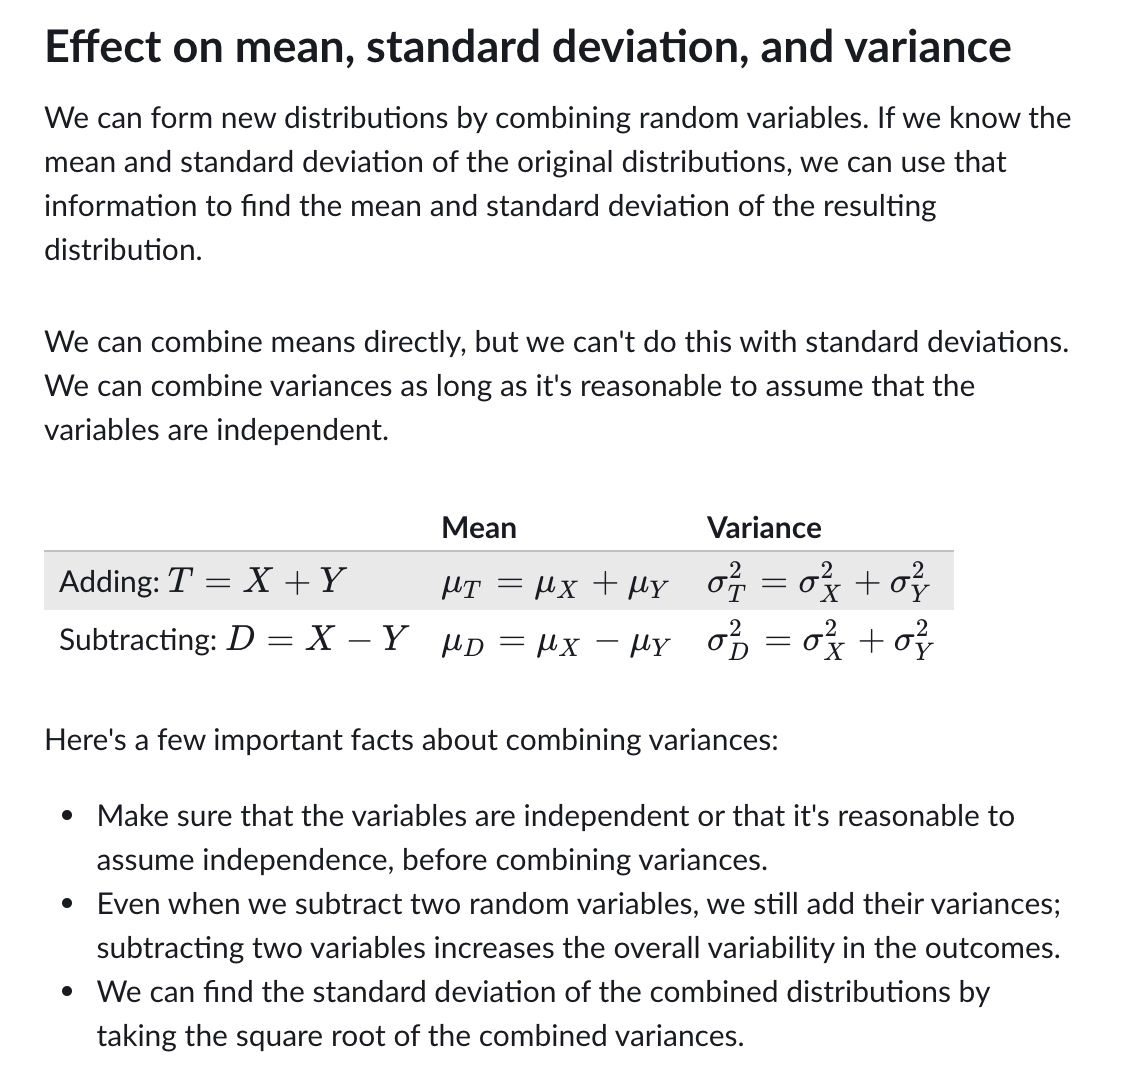 Effect on mean, standard deviation, and variance
We can form new distributions by combining random variables. If we know the
mean and standard deviation of the original distributions, we can use that
information to find the mean and standard deviation of the resulting
distribution.
We can combine means directly, but we can't do this with standard deviations.
We can combine variances as long as it's reasonable to assume that the
variables are independent.
Mean Variance
Adding: $T = X + Y$ $\mu_T = \mu_X + \mu_Y$ $\sigma_T^2 = \sigma_X^2 + \sigma_Y^2$
Subtracting: $D = X - Y$ $\mu_D = \mu_X - \mu_Y$ $\sigma_D^2 = \sigma_X^2 + \sigma_Y^2$
Here's a few important facts about combining variances:
• Make sure that the variables are independent or that it's reasonable to
assume independence, before combining variances.
• Even when we subtract two random variables, we still add their variances;
subtracting two variables increases the overall variability in the outcomes.
• We can find the standard deviation of the combined distributions by
taking the square root of the combined variances.